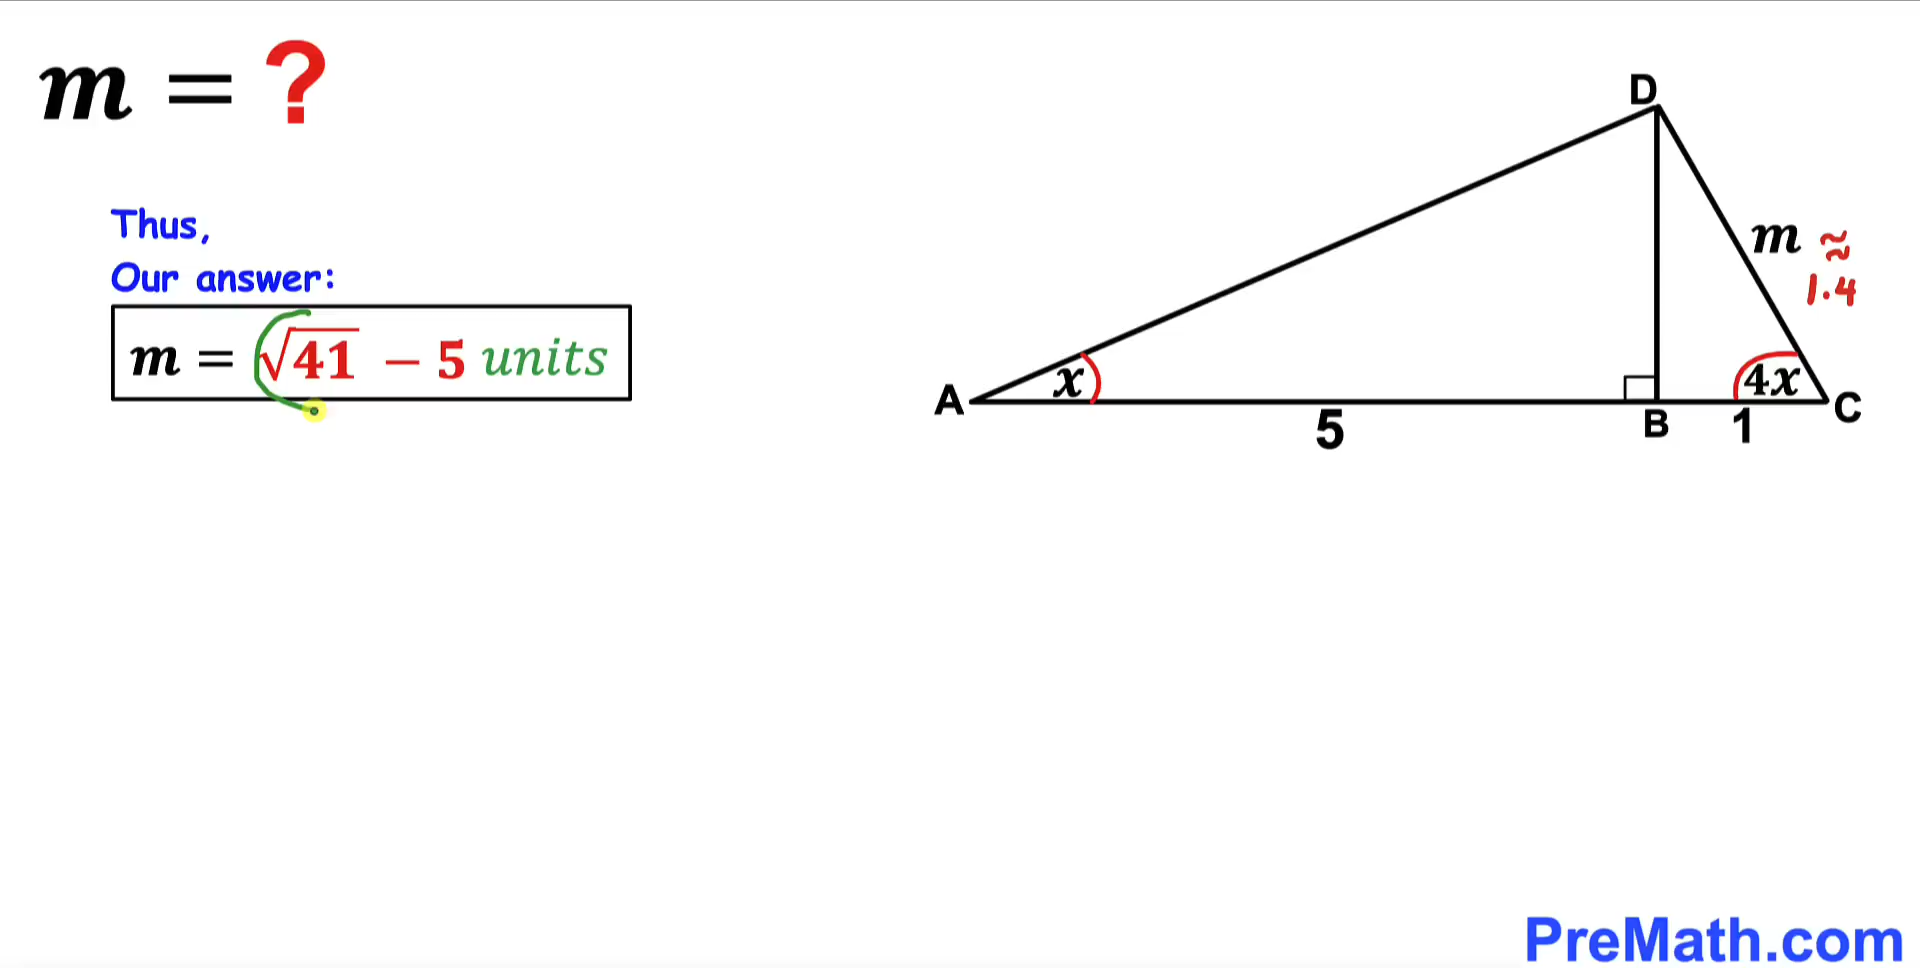 m = ?
Thus,
Our answer:
m = √41 − 5 units
D
m ≈
1.4
A
x
4x
C
5
B
1
PreMath.com